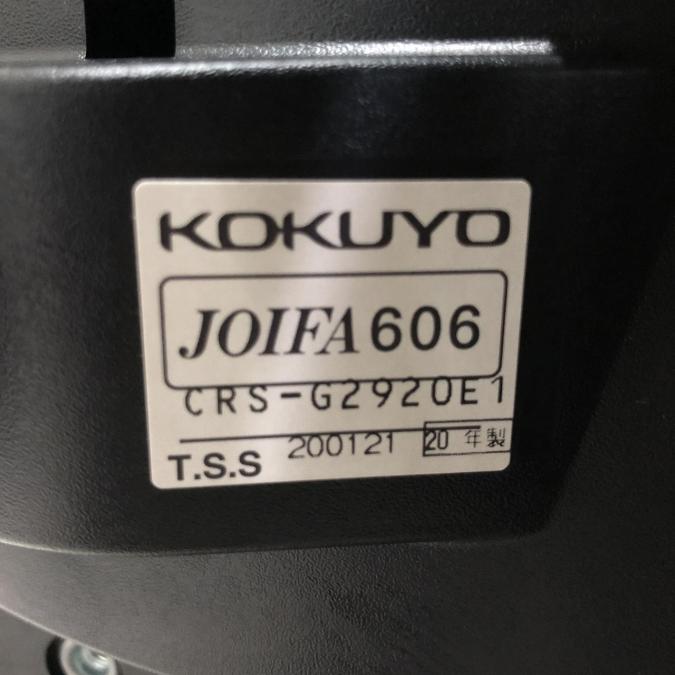 KOKUYO
JOIFA 606
CRS-G2920E1
T.S.S 200121 20 年製